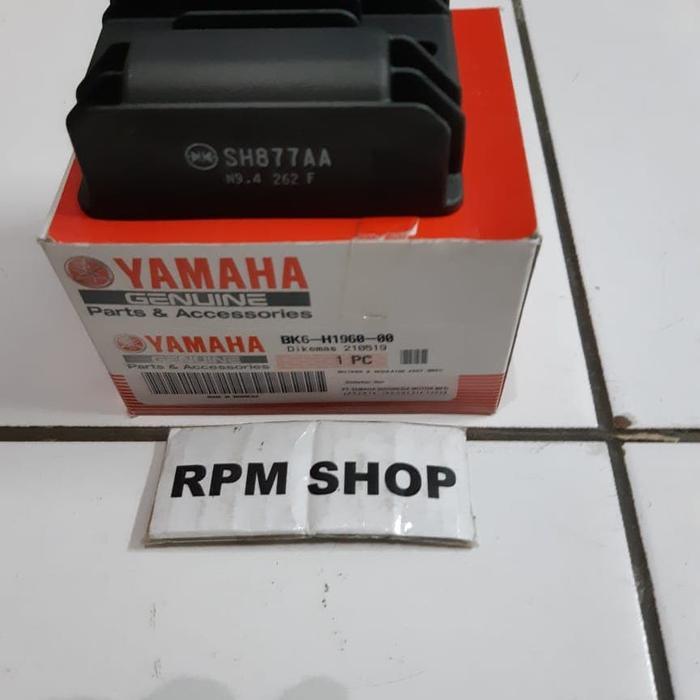 SH877AA
N9.4 262 F
YAMAHA
GENUINE
Parts & Accessories
YAMAHA BK6-H1960-00
Dikemas 210519
GENUINE 1 PC
Parts & Accessories
RPM SHOP